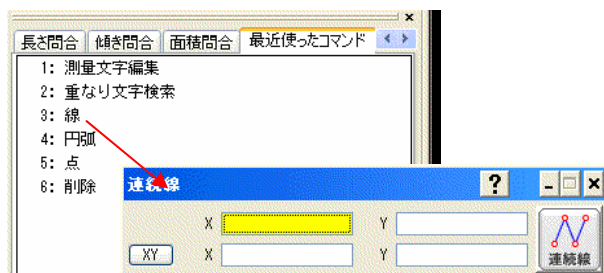 長さ問合 傾き問合 面積問合 最近使ったコマンド
1: 測量文字編集
2: 重なり文字検索
3: 線
4: 円弧
5: 点
6: 削除
連続線
X Y
XY X Y
連続線